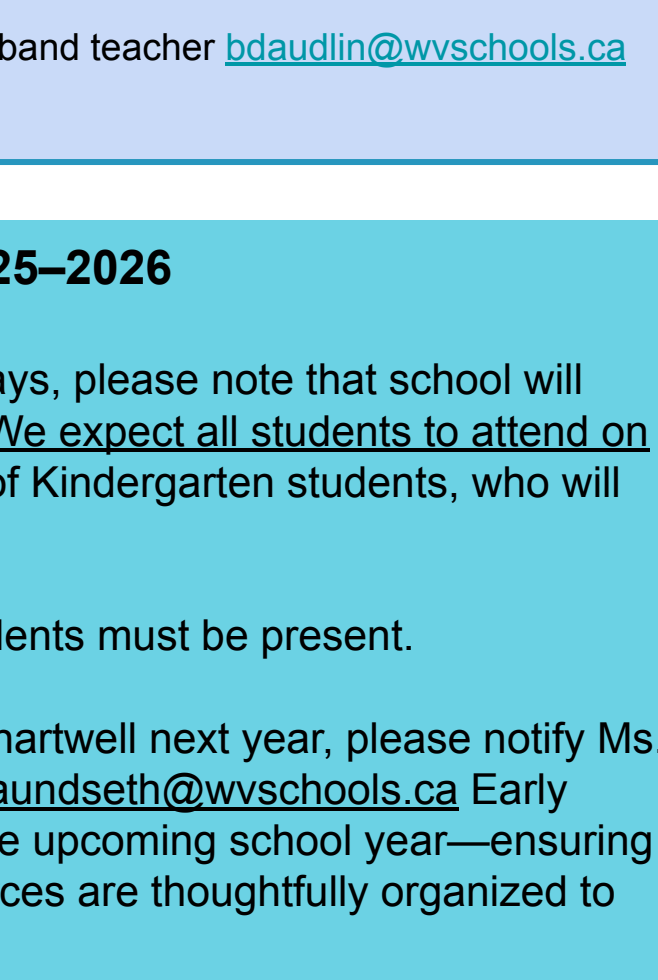 band teacher bdaudlin@wvschools.ca
25–2026
ays, please note that school will
We expect all students to attend on
of Kindergarten students, who will
dents must be present.
hartwell next year, please notify Ms.
aundseth@wvschools.ca Early
e upcoming school year—ensuring
ces are thoughtfully organized to